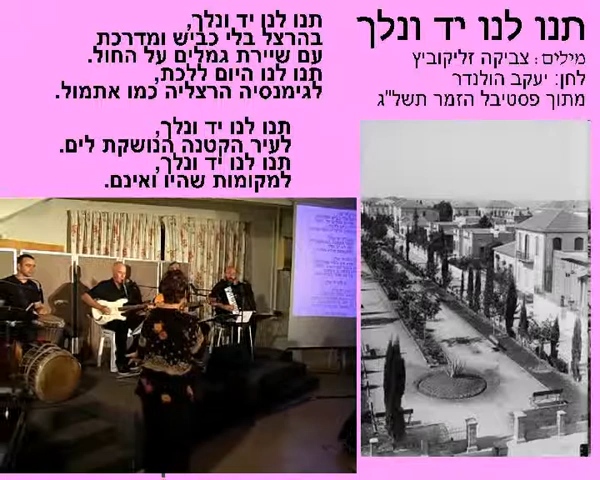 תנו לנו יד ונלך
מילים: צביקה זליקוביץ
לחן: יעקב הולנדר
מתוך פסטיבל הזמר תשל"ג
תנו לנו יד ונלך,
בהרצל בלי כביש ומדרכת
עם שיירת גמלים על החול.
תנו לנו היום ללכת,
לגימנסיה הרצליה כמו אתמול.
תנו לנו יד ונלך,
לעיר הקטנה הנושקת לים.
תנו לנו יד ונלך,
למקומות שהיו ואינם.